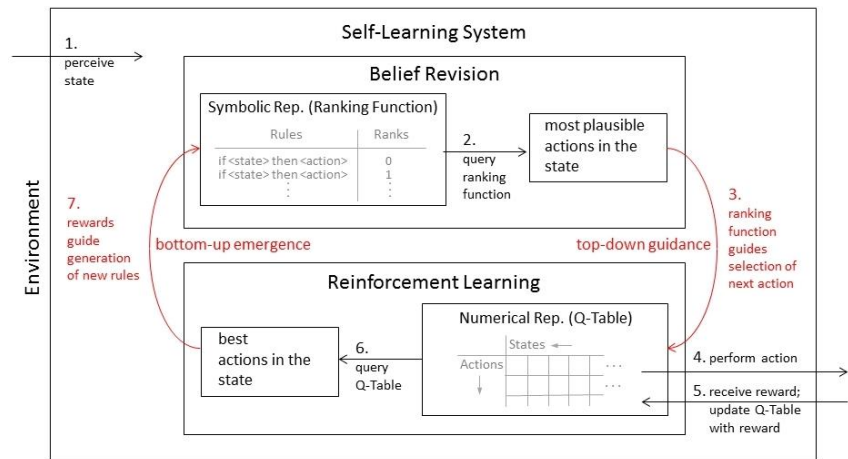 Self-Learning System
1.
perceive
state
Belief Revision
Symbolic Rep. (Ranking Function)
Rules Ranks
if <state> then <action> 0
if <state> then <action> 1
⋮ ⋮
2.
query
ranking
function
most plausible
actions in the
state
3.
ranking
function
guides
selection of
next action
top-down guidance
Environment
7.
rewards
guide
generation
of new rules
bottom-up emergence
Reinforcement Learning
Numerical Rep. (Q-Table)
States
Actions
...
...
6.
query
Q-Table
best
actions in the
state
4. perform action
5. receive reward;
update Q-Table
with reward